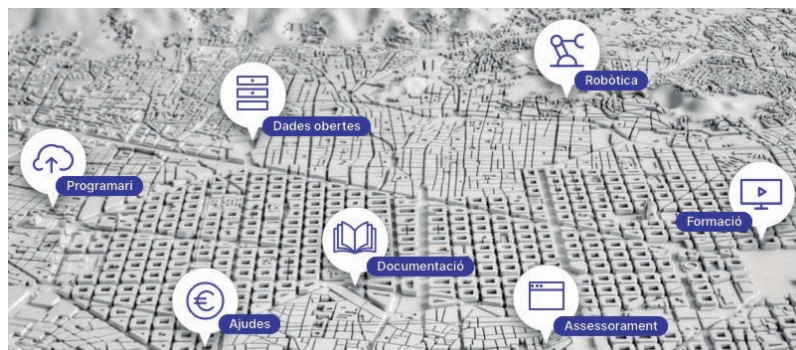 Robòtica
Dades obertes
Programari
Formació
Documentació
Ajudes
Assessorament